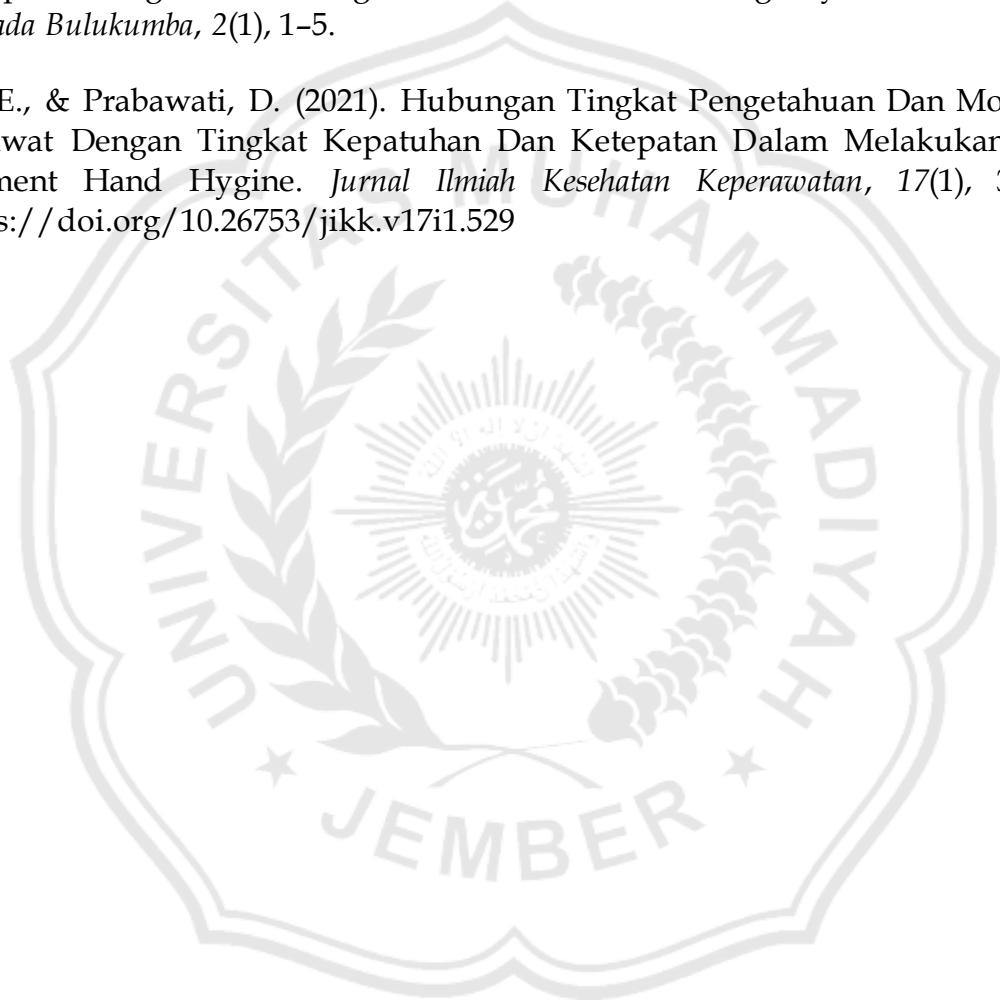 ada Bulukumba, 2(1), 1–5.
E., & Prabawati, D. (2021). Hubungan Tingkat Pengetahuan Dan Mo
wat Dengan Tingkat Kepatuhan Dan Ketepatan Dalam Melakukan
ment Hand Hygine. Jurnal Ilmiah Kesehatan Keperawatan, 17(1), 3
s://doi.org/10.26753/jikk.v17i1.529
UNIVERSITAS MUHAMMADIYAH
JEMBER